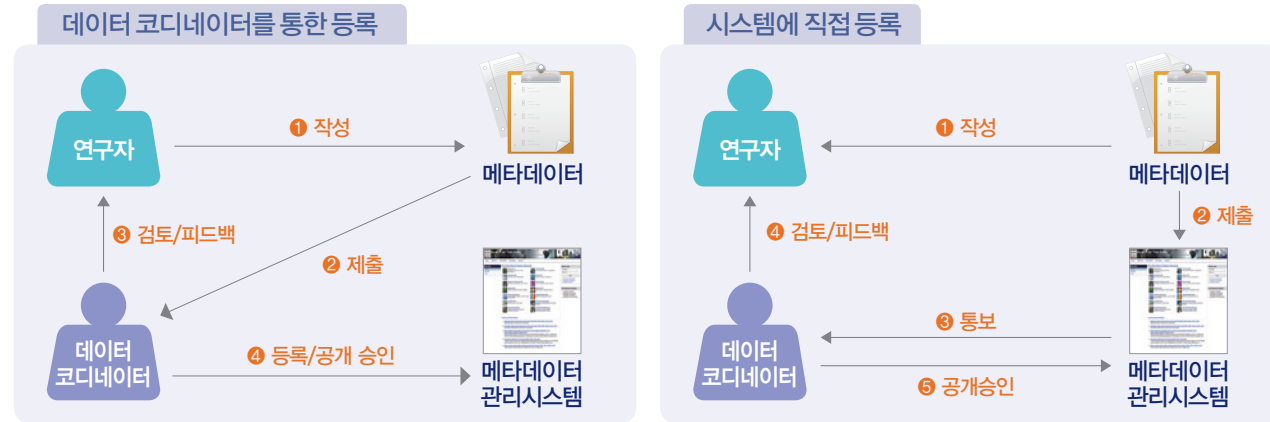 데이터 코디네이터를 통한 등록
연구자
❶ 작성
메타데이터
❸ 검토/피드백
❷ 제출
데이터
코디네이터
❹ 등록/공개 승인
메타데이터
관리시스템
시스템에 직접 등록
연구자
❶ 작성
메타데이터
❷ 제출
❹ 검토/피드백
❸ 통보
데이터
코디네이터
❺ 공개승인
메타데이터
관리시스템